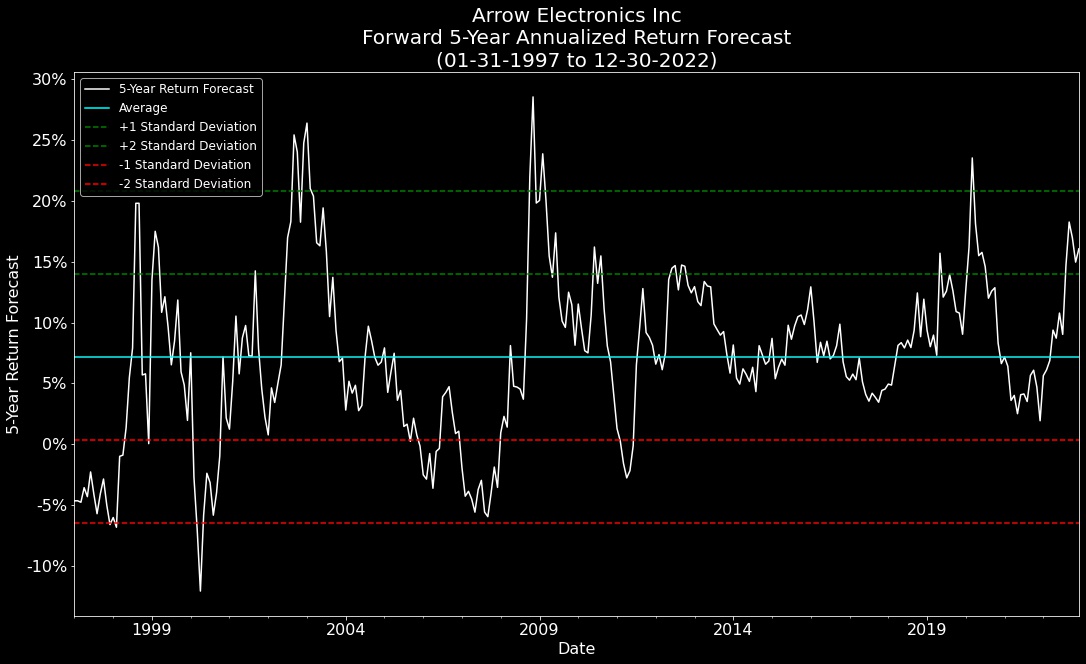 Arrow Electronics Inc
Forward 5-Year Annualized Return Forecast
(01-31-1997 to 12-30-2022)
5-Year Return Forecast
Average
+1 Standard Deviation
+2 Standard Deviation
-1 Standard Deviation
-2 Standard Deviation
30%
25%
20%
15%
10%
5%
0%
-5%
-10%
5-Year Return Forecast
1999
2004
2009
2014
2019
Date